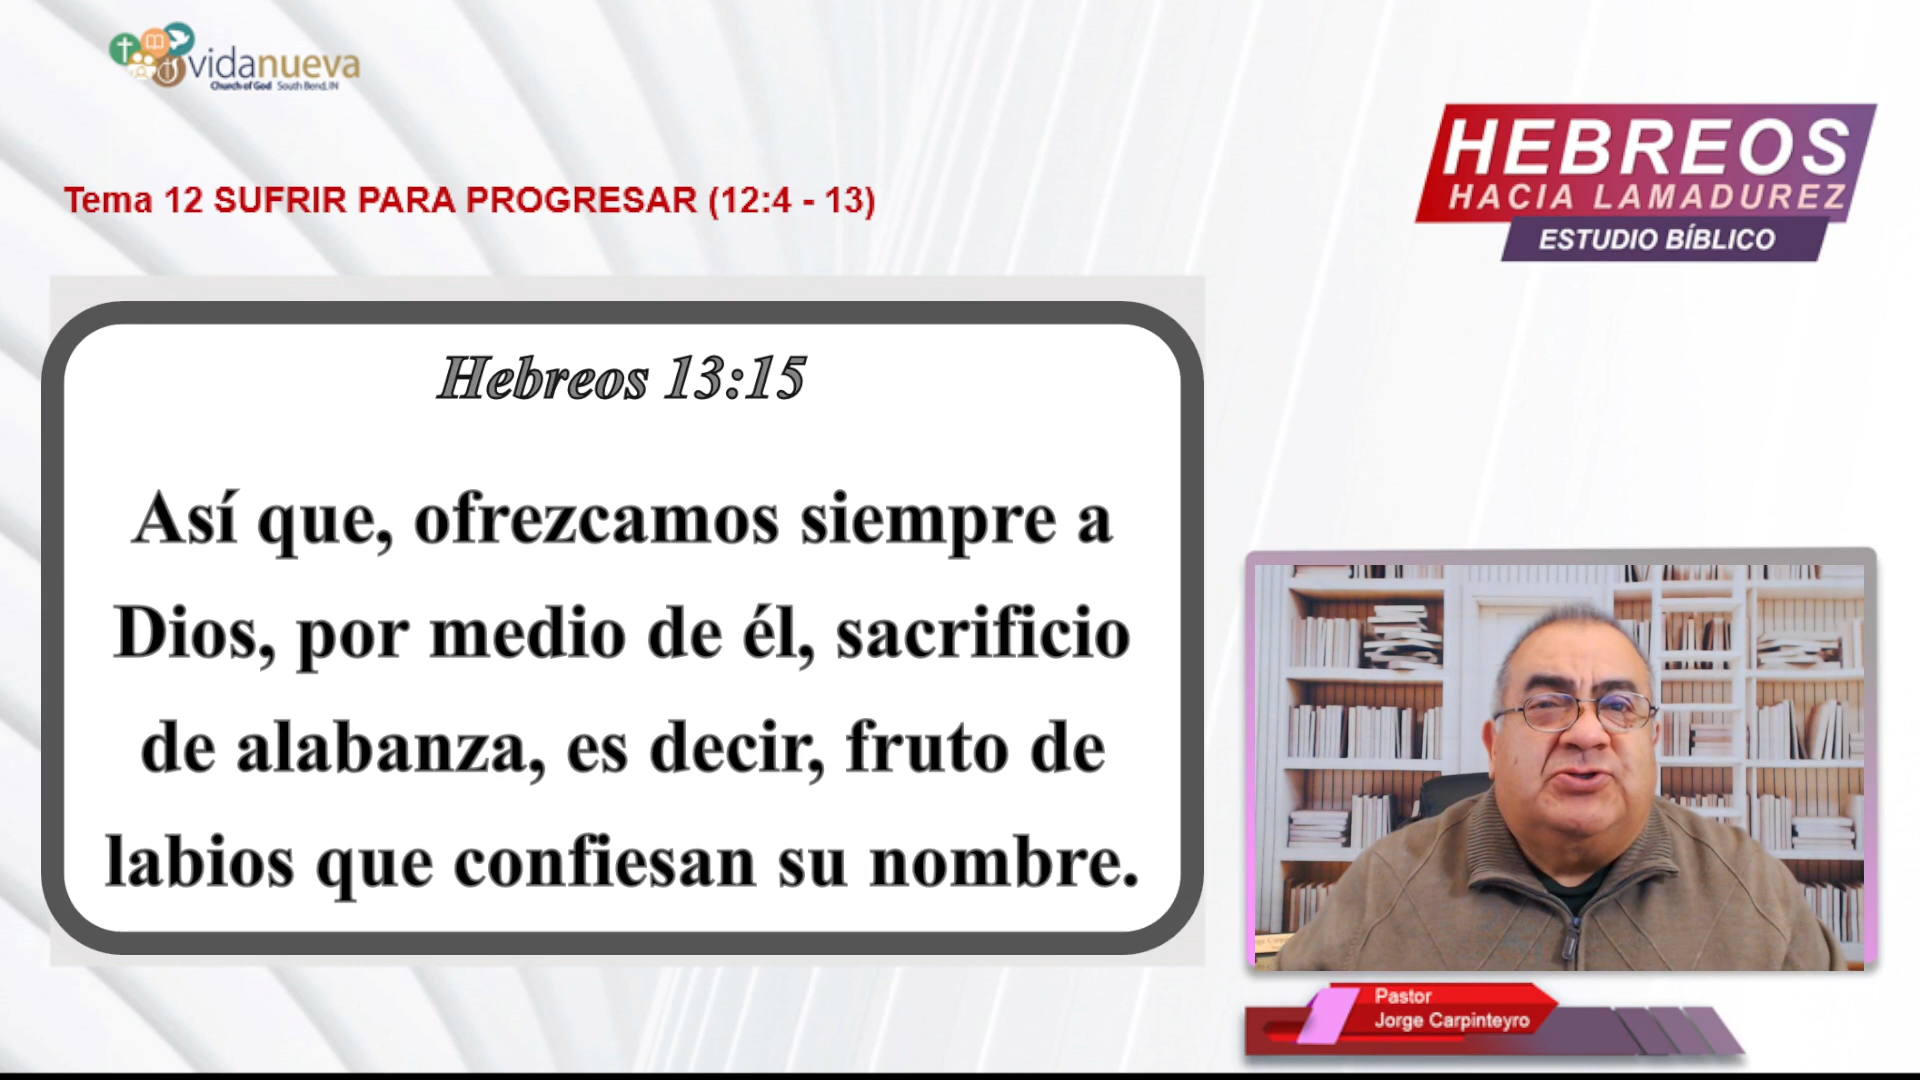 vidanueva
Church of God South Bend, IN
HEBREOS
HACIA LAMADUREZ
ESTUDIO BÍBLICO
Tema 12 SUFRIR PARA PROGRESAR (12:4 - 13)
Hebreos 13:15
Así que, ofrezcamos siempre a
Dios, por medio de él, sacrificio
de alabanza, es decir, fruto de
labios que confiesan su nombre.
Pastor
Jorge Carpinteyro